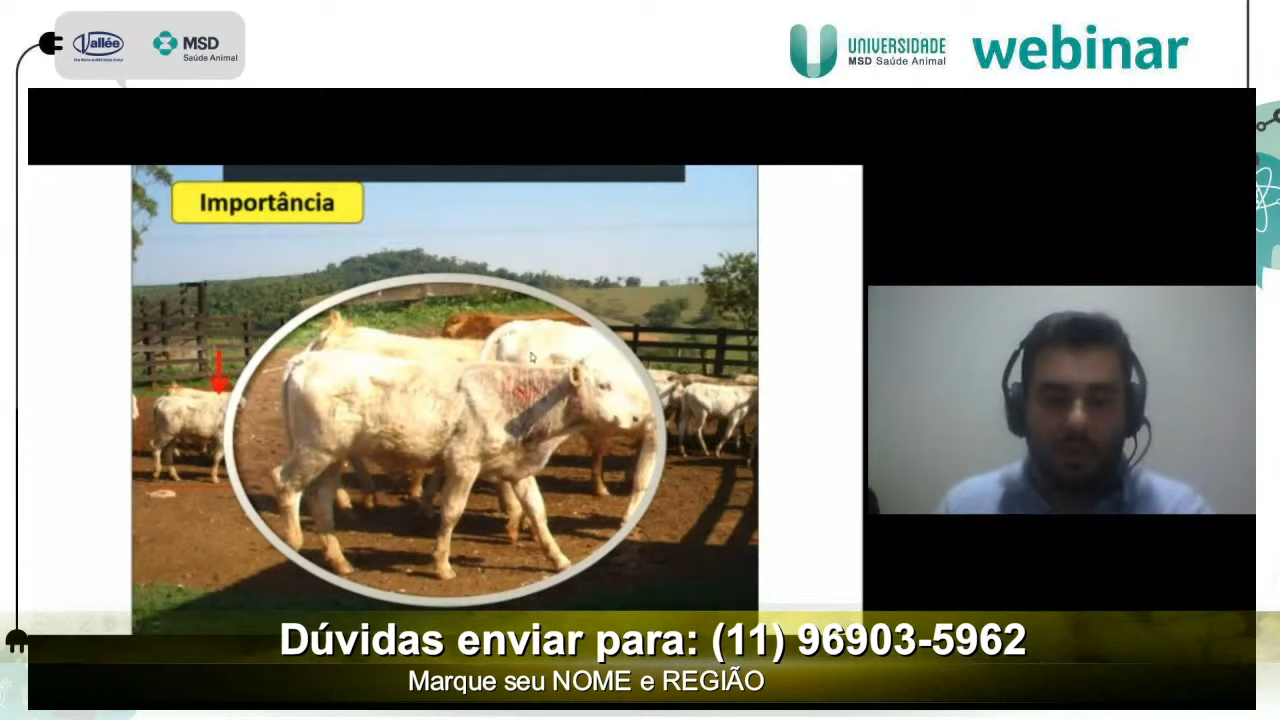 Vallée
MSD
Saúde Animal
UNIVERSIDADE
MSD Saúde Animal
webinar
Importância
Dúvidas enviar para: (11) 96903-5962
Marque seu NOME e REGIÃO